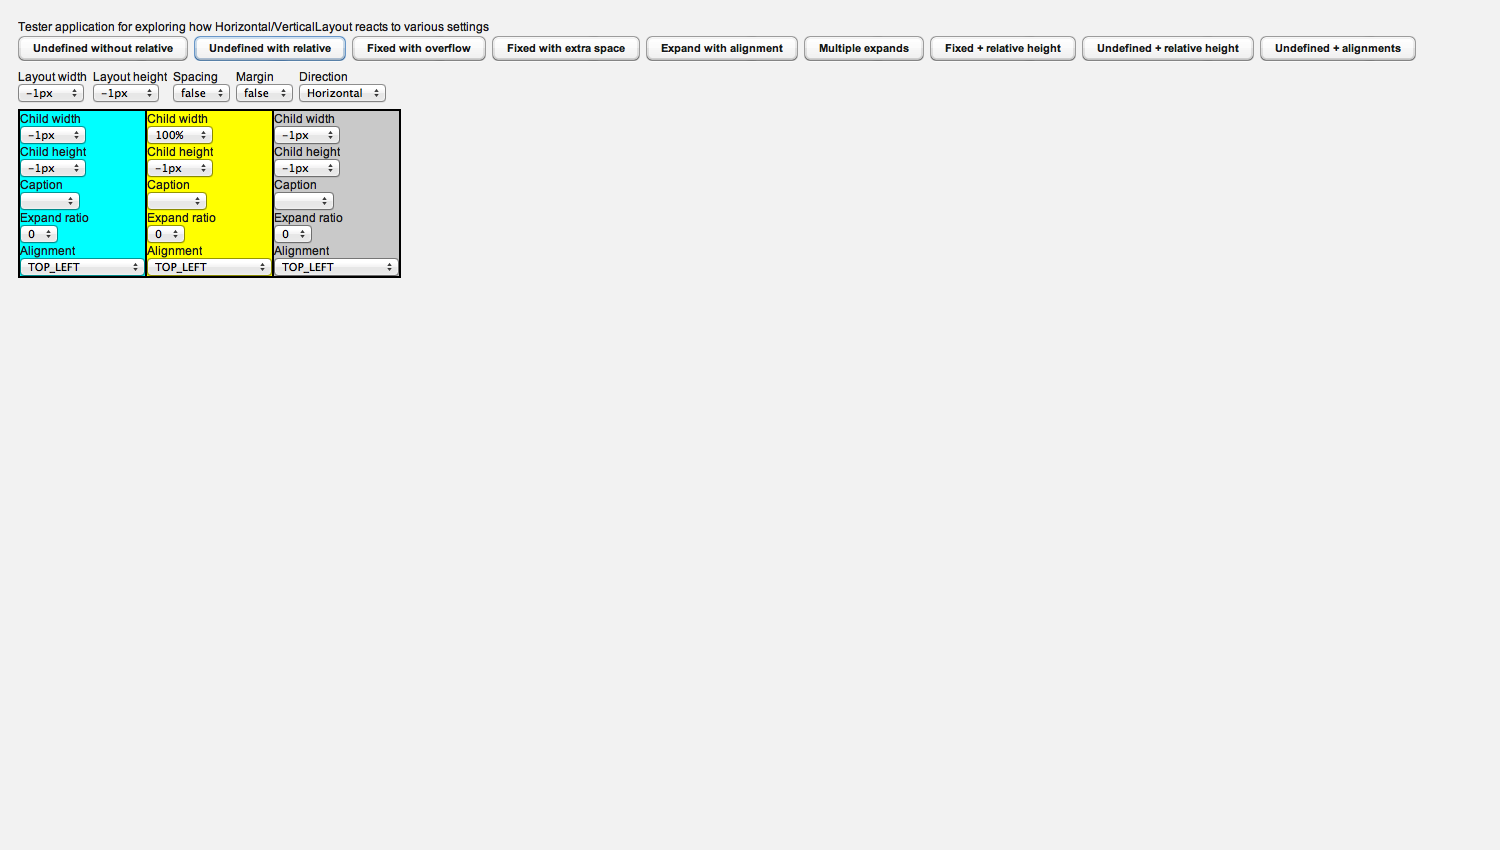 Tester application for exploring how Horizontal/VerticalLayout reacts to various settings
Undefined without relative Undefined with relative Fixed with overflow Fixed with extra space Expand with alignment Multiple expands Fixed + relative height Undefined + relative height Undefined + alignments
Layout width Layout height Spacing Margin Direction
-1px -1px false false Horizontal
Child width Child width Child width
-1px 100% -1px
Child height Child height Child height
-1px -1px -1px
Caption Caption Caption
Expand ratio Expand ratio Expand ratio
0 0 0
Alignment Alignment Alignment
TOP_LEFT TOP_LEFT TOP_LEFT